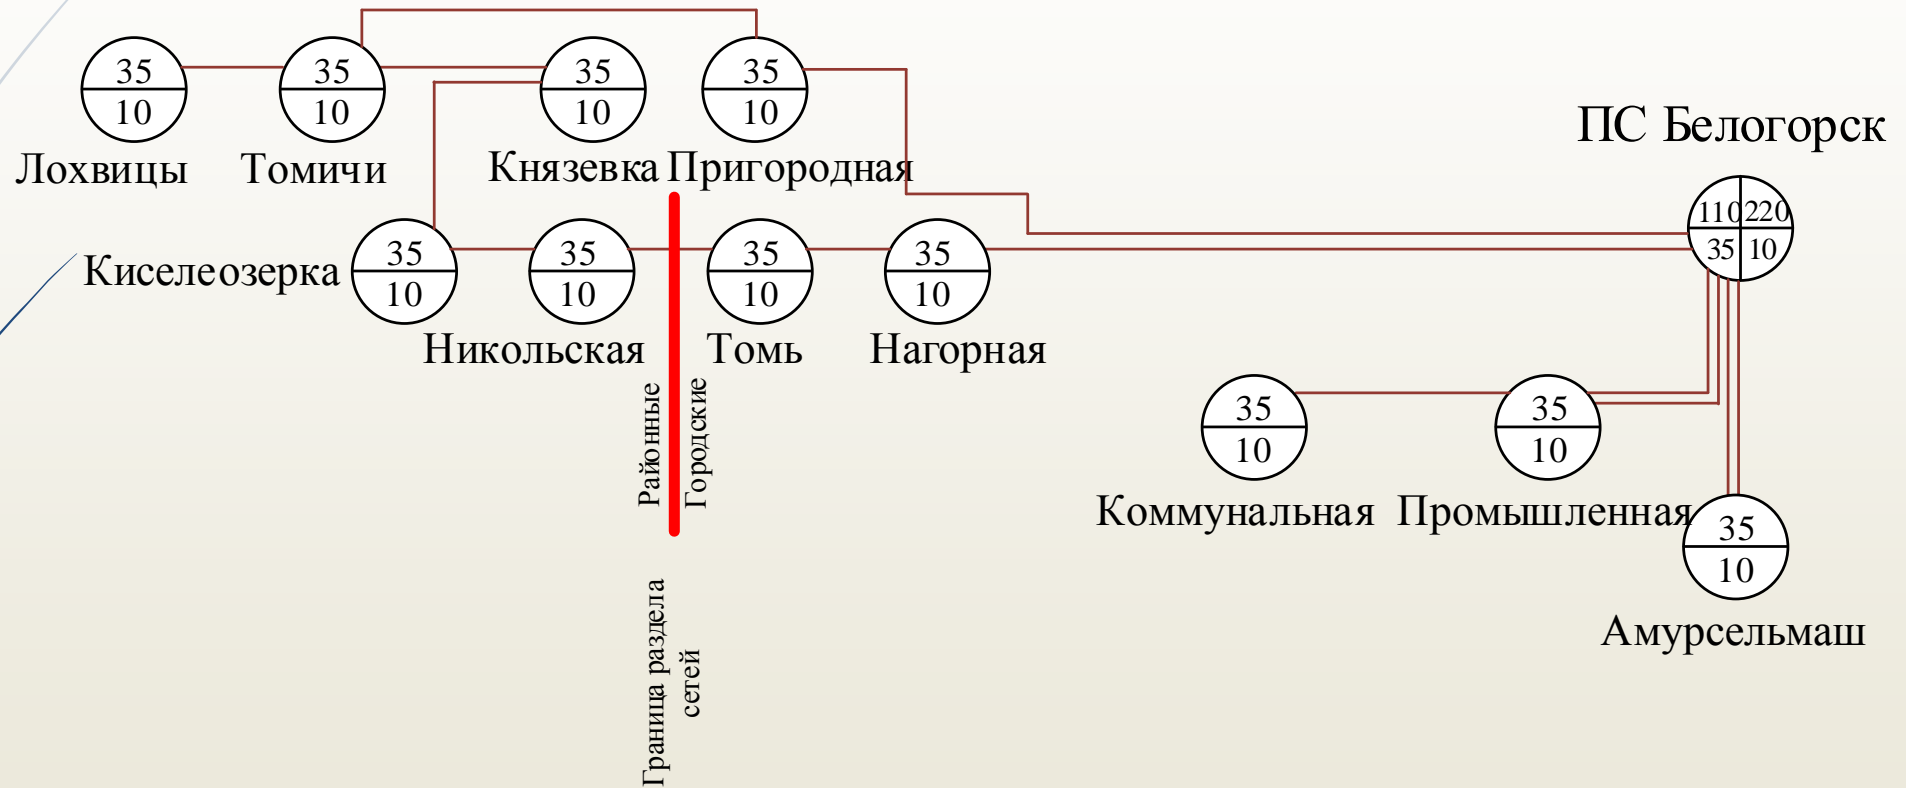 35
10
Лохвицы
35
10
Томичи
35
10
Князевка
35
10
Пригородная
ПС Белогорск
110 220
35 10
Киселеозерка
35
10
35
10
Никольская
35
10
Томь
35
10
Нагорная
Районные
Городские
35
10
Коммунальная
35
10
Промышленная
35
10
Амурсельмаш
Граница раздела
сетей